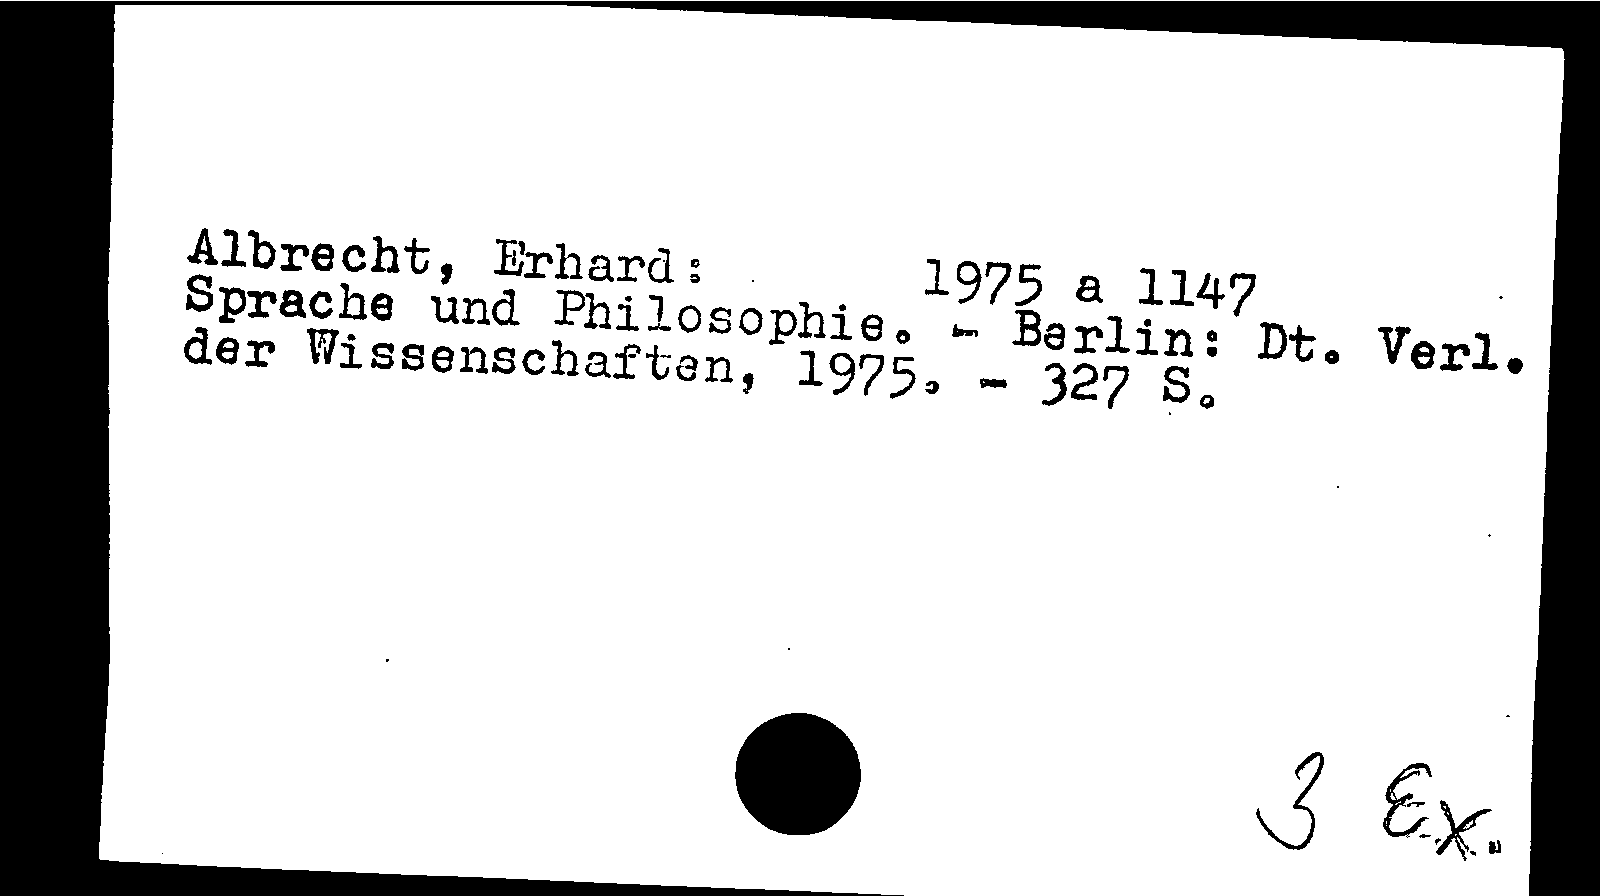 Albrecht, Erhard: 1975 a 1147
Sprache und Philosophie. - Berlin: Dt. Verl.
der Wissenschaften, 1975. - 327 S.
3 Ex.